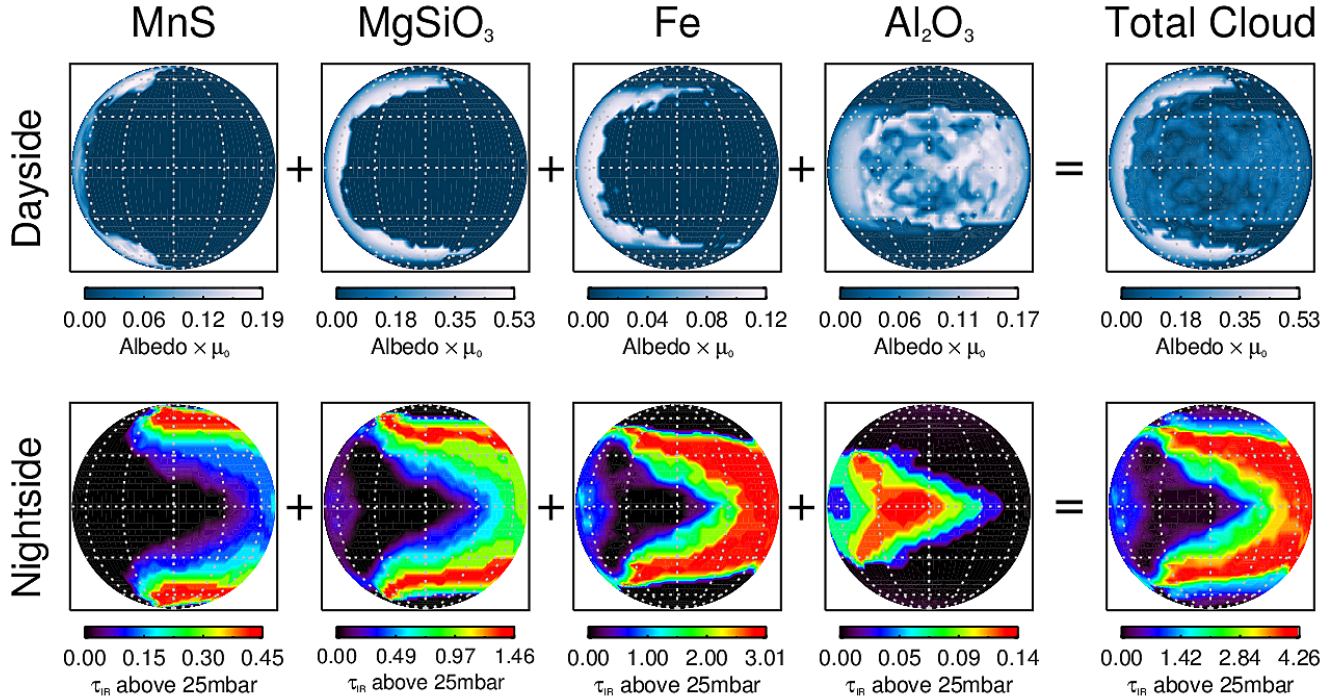 MnS MgSiO₃ Fe Al₂O₃ Total Cloud
Dayside
+ + + =
0.00 0.06 0.12 0.19 0.00 0.18 0.35 0.53 0.00 0.04 0.08 0.12 0.00 0.06 0.11 0.17 0.00 0.18 0.35 0.53
Albedo × μ₀ Albedo × μ₀ Albedo × μ₀ Albedo × μ₀ Albedo × μ₀
Nightside
+ + + =
0.00 0.15 0.30 0.45 0.00 0.49 0.97 1.46 0.00 1.00 2.00 3.01 0.00 0.05 0.09 0.14 0.00 1.42 2.84 4.26
τIR above 25mbar τIR above 25mbar τIR above 25mbar τIR above 25mbar τIR above 25mbar